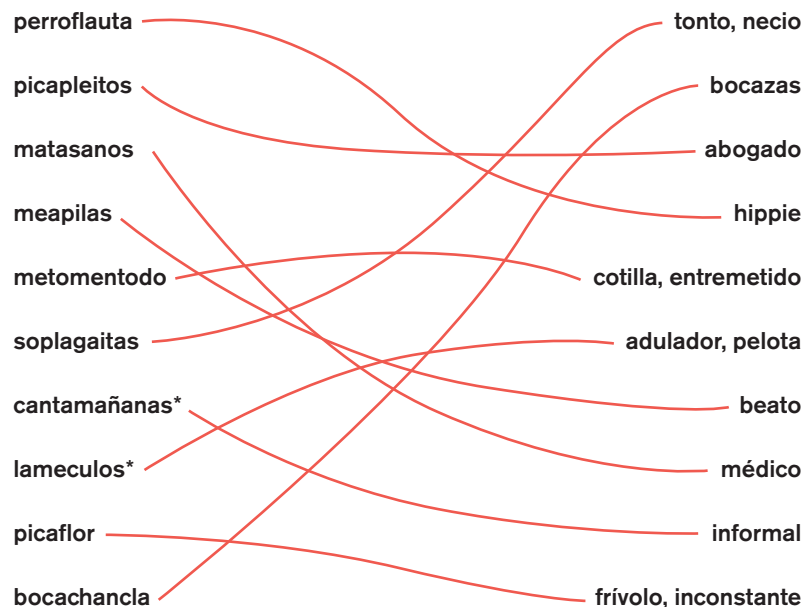 perroflauta tonto, necio
picapleitos bocazas
matasanos abogado
meapilas hippie
metomentodo cotilla, entremetido
soplagaitas adulador, pelota
cantamañanas* beato
lameculos* médico
picaflor informal
bocachancla frívolo, inconstante